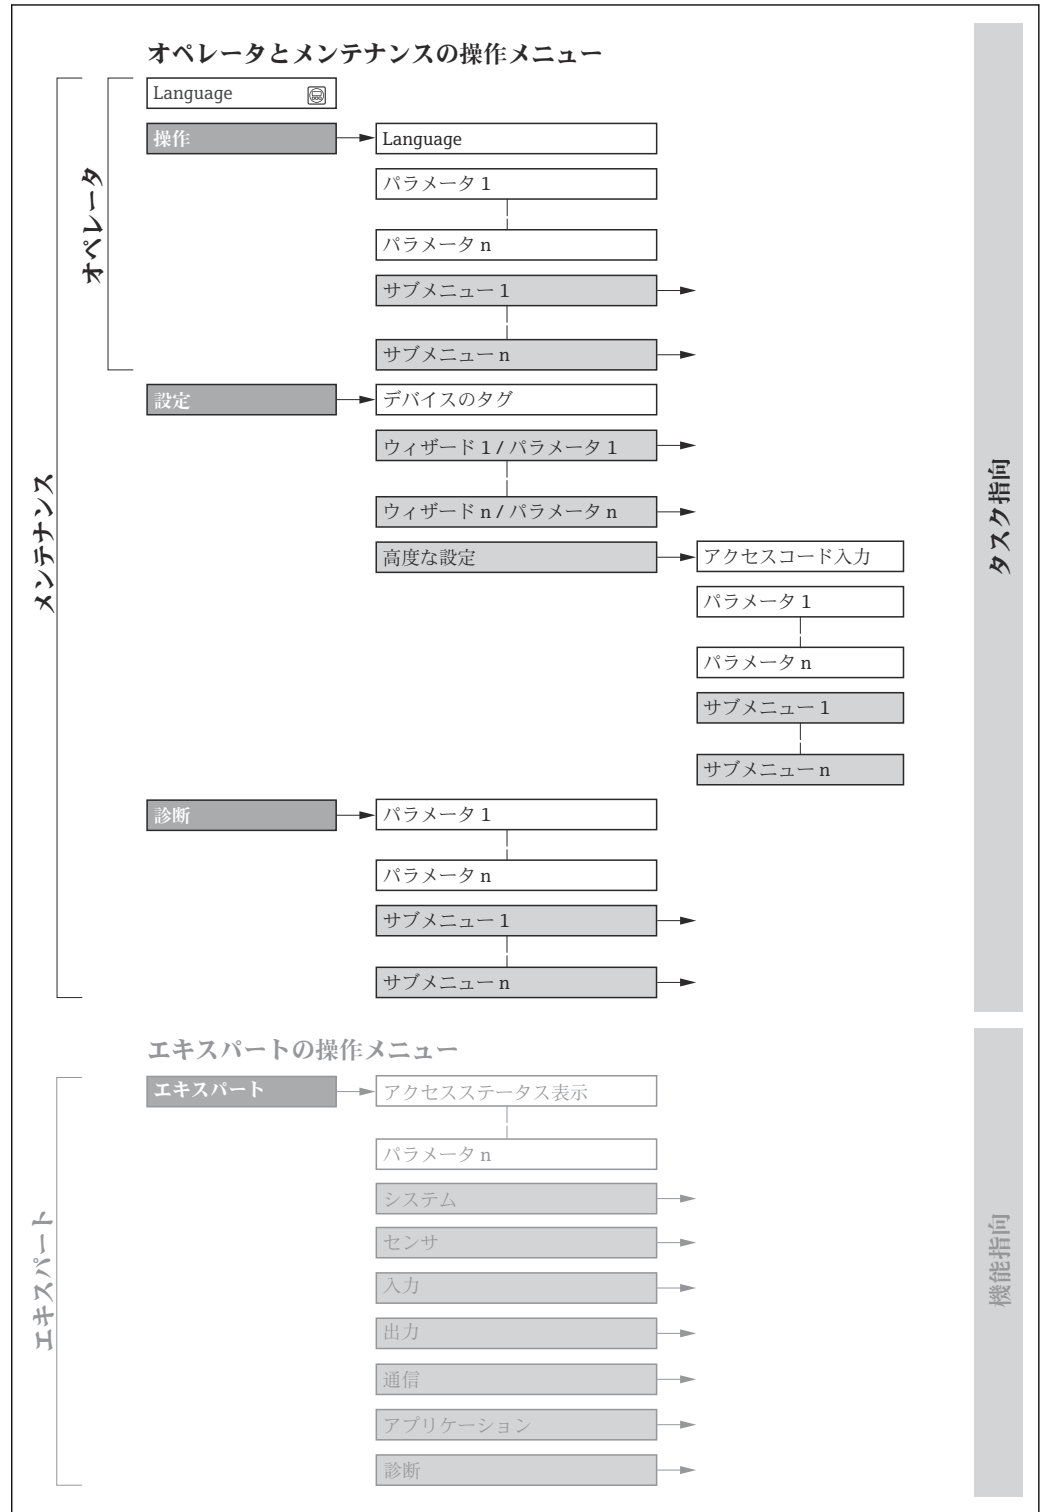 オペレータとメンテナンスの操作メニュー
Language
操作
Language
パラメータ 1
パラメータ n
サブメニュー 1
サブメニュー n
オペレータ
設定
デバイスのタグ
ウィザード 1 / パラメータ 1
ウィザード n / パラメータ n
高度な設定
アクセスコード入力
パラメータ 1
パラメータ n
サブメニュー 1
サブメニュー n
メンテナンス
タスク指向
診断
パラメータ 1
パラメータ n
サブメニュー 1
サブメニュー n
エキスパートの操作メニュー
エキスパート
アクセスステータス表示
パラメータ n
システム
センサ
入力
出力
通信
アプリケーション
診断
エキスパート
機能指向